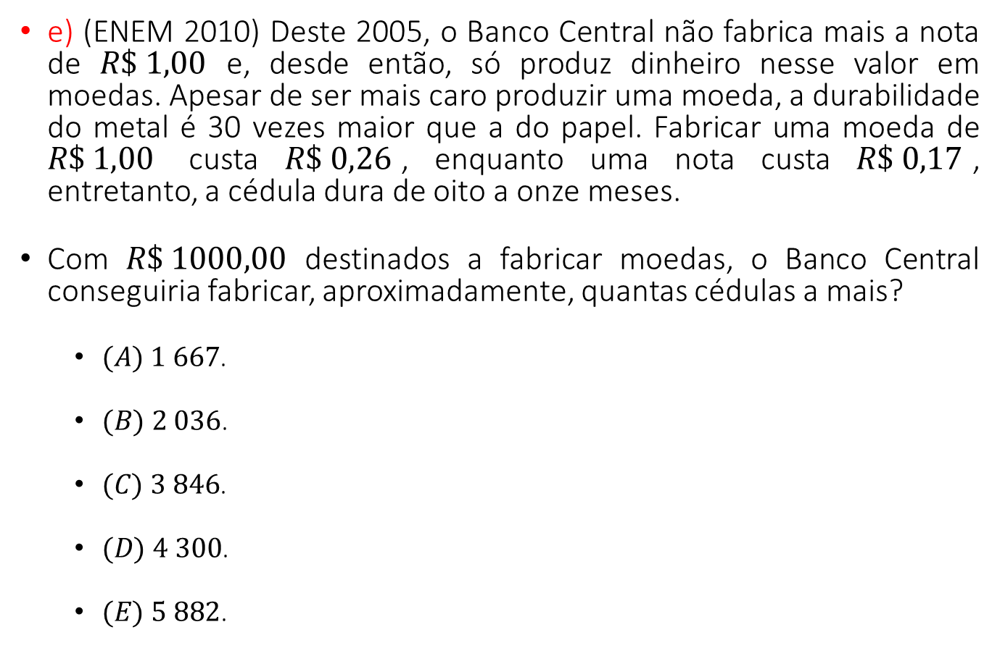 • e) (ENEM 2010) Deste 2005, o Banco Central não fabrica mais a nota
de R$ 1,00 e, desde então, só produz dinheiro nesse valor em
moedas. Apesar de ser mais caro produzir uma moeda, a durabilidade
do metal é 30 vezes maior que a do papel. Fabricar uma moeda de
R$ 1,00 custa R$ 0,26 , enquanto uma nota custa R$ 0,17 ,
entretanto, a cédula dura de oito a onze meses.
• Com R$ 1000,00 destinados a fabricar moedas, o Banco Central
conseguiria fabricar, aproximadamente, quantas cédulas a mais?
• (A) 1 667.
• (B) 2 036.
• (C) 3 846.
• (D) 4 300.
• (E) 5 882.